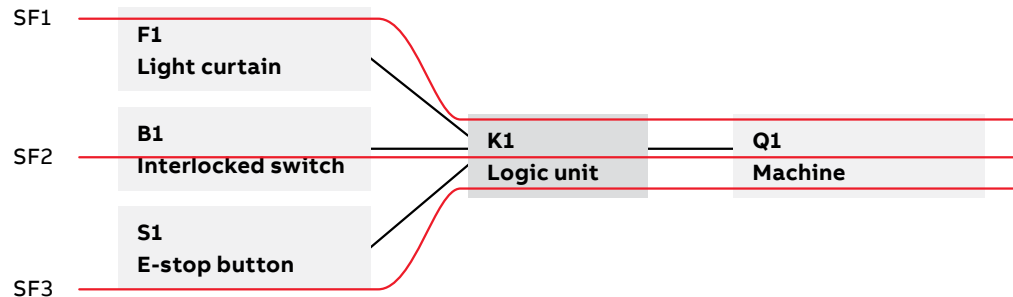 SF1
F1
Light curtain
B1
SF2
Interlocked switch
K1
Logic unit
Q1
Machine
S1
E-stop button
SF3